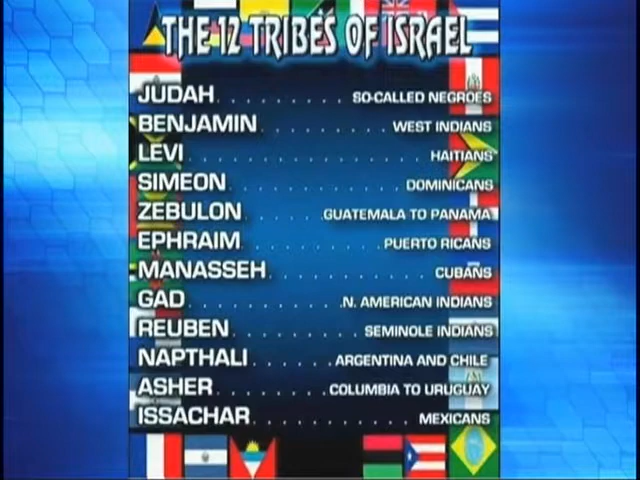 THE 12 TRIBES OF ISRAEL
JUDAH . . . . . . . . . SO-CALLED NEGROES
BENJAMIN . . . . . . . . WEST INDIANS
LEVI . . . . . . . . . . . . . . . . HAITIANS
SIMEON . . . . . . . . . . . . DOMINICANS
ZEBULON . . . . . .GUATEMALA TO PANAMA
EPHRAIM . . . . . . . . . . PUERTO RICANS
MANASSEH . . . . . . . . . . . CUBANS
GAD . . . . . . . . . . .N. AMERICAN INDIANS
REUBEN . . . . . . . . . SEMINOLE INDIANS
NAPTHALI . . . . . .ARGENTINA AND CHILE
ASHER . . . . . . . .COLUMBIA TO URUGUAY
ISSACHAR . . . . . . . . . . . MEXICANS